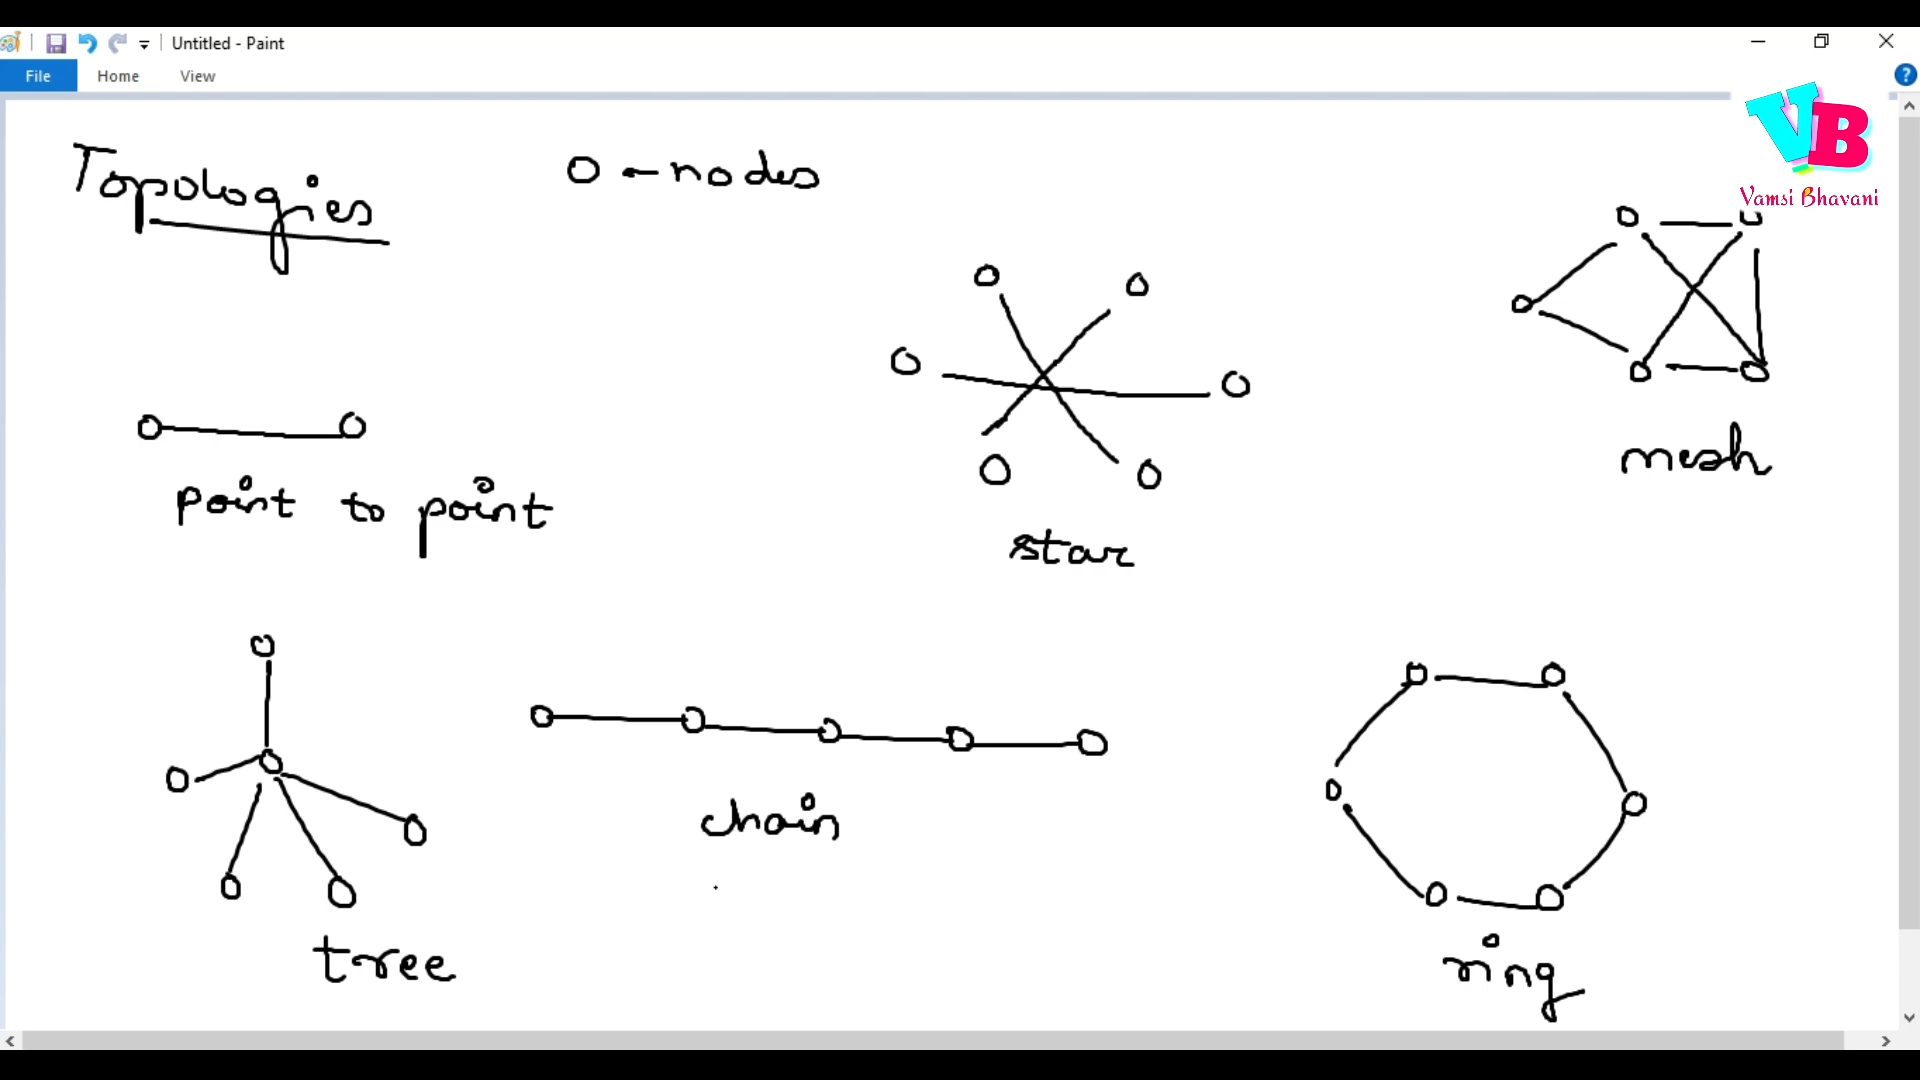 Untitled - Paint
File Home View
VB
Vamsi Bhavani
Topologies
O - nodes
point to point
star
mesh
tree
chain
ring